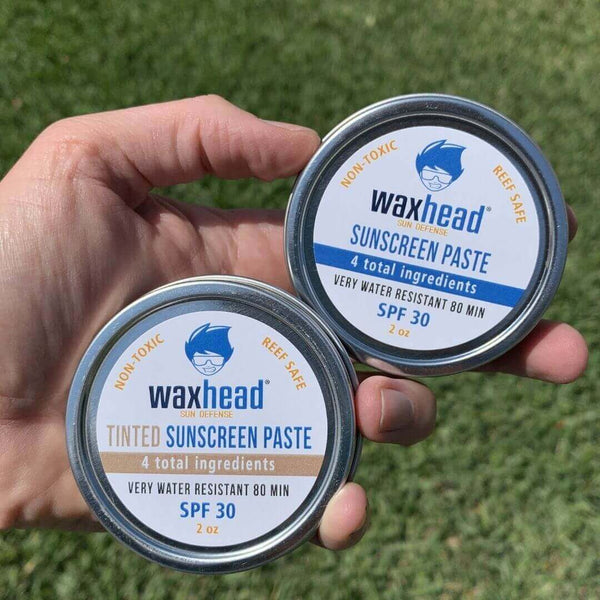 NON-TOXIC
REEF SAFE
waxhead®
SUN DEFENSE
SUNSCREEN PASTE
4 total ingredients
VERY WATER RESISTANT 80 MIN
SPF 30
2 oz
NON-TOXIC
REEF SAFE
waxhead®
SUN DEFENSE
TINTED SUNSCREEN PASTE
4 total ingredients
VERY WATER RESISTANT 80 MIN
SPF 30
2 oz